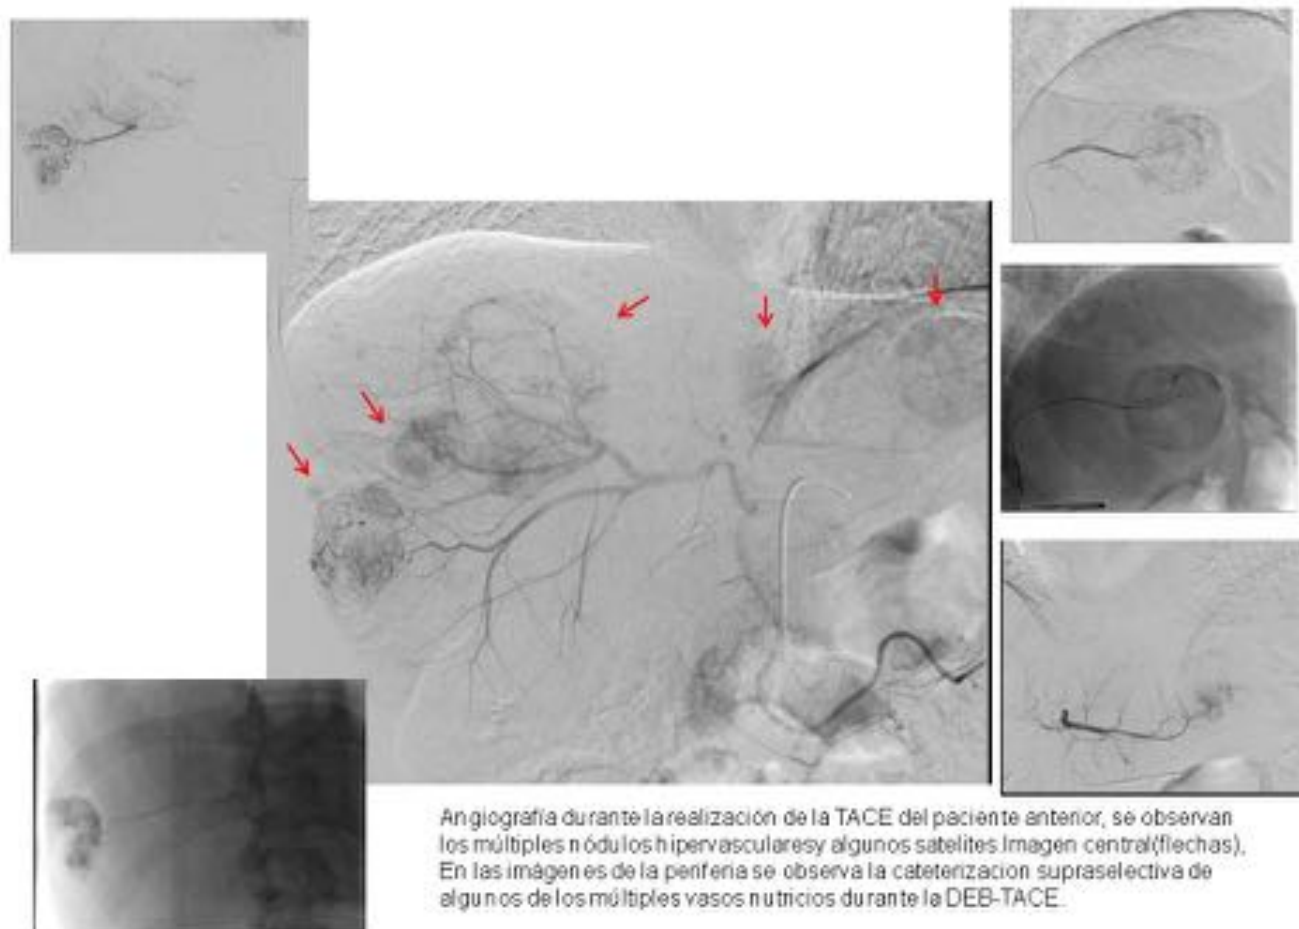 Angiografía durante la realización de la TACE del paciente anterior, se observan
los múltiples nódulos hipervascularesy algunos satelites.Imagen central(flechas),
En las imágenes de la periferia se observa la cateterizacion supraselectiva de
algunos de los múltiples vasos nutricios durante la DEB-TACE.